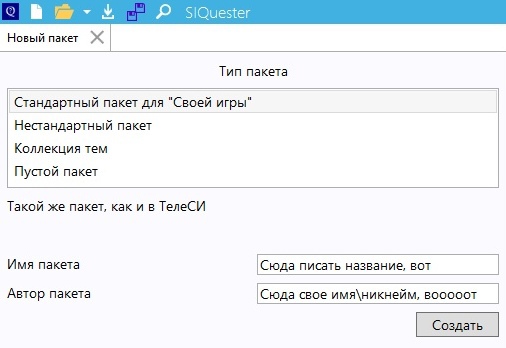 SIQuester
Новый пакет
Тип пакета
Стандартный пакет для "Своей игры"
Нестандартный пакет
Коллекция тем
Пустой пакет
Такой же пакет, как и в ТелеСИ
Имя пакета Сюда писать название, вот
Автор пакета Сюда свое имя\никнейм, вооооот
Создать